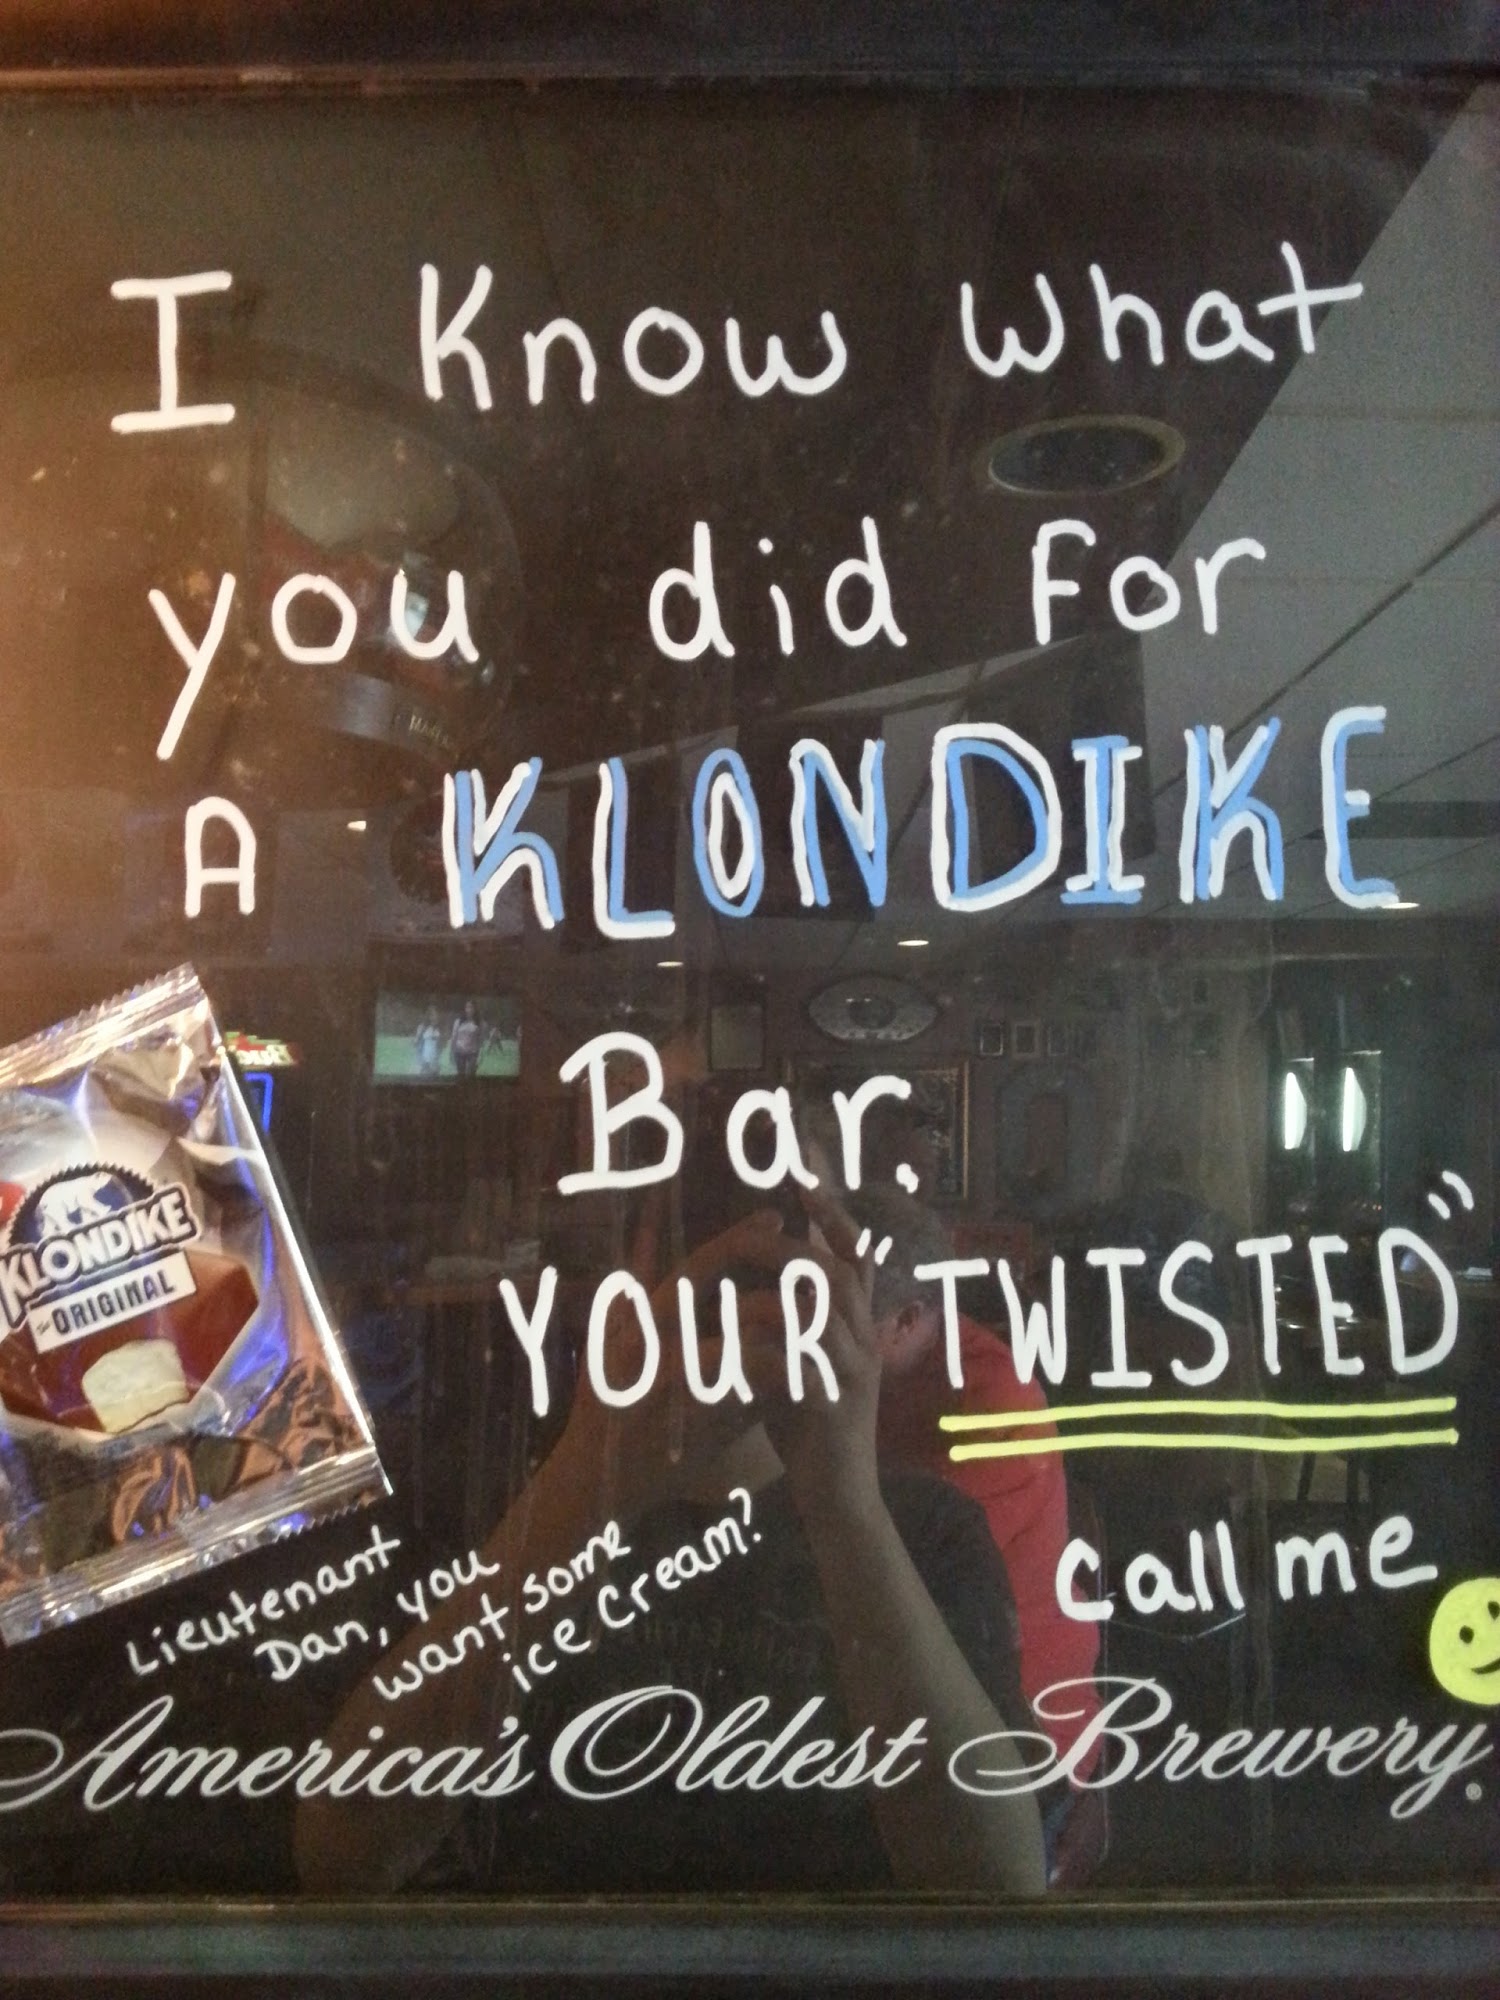 I Know what
you did for
A KLONDIKE
Bar.
YOUR "TWISTED"
call me
KLONDIKE
The ORIGINAL
Lieutenant
Dan, you
want some
ice Cream?
America's Oldest Brewery®